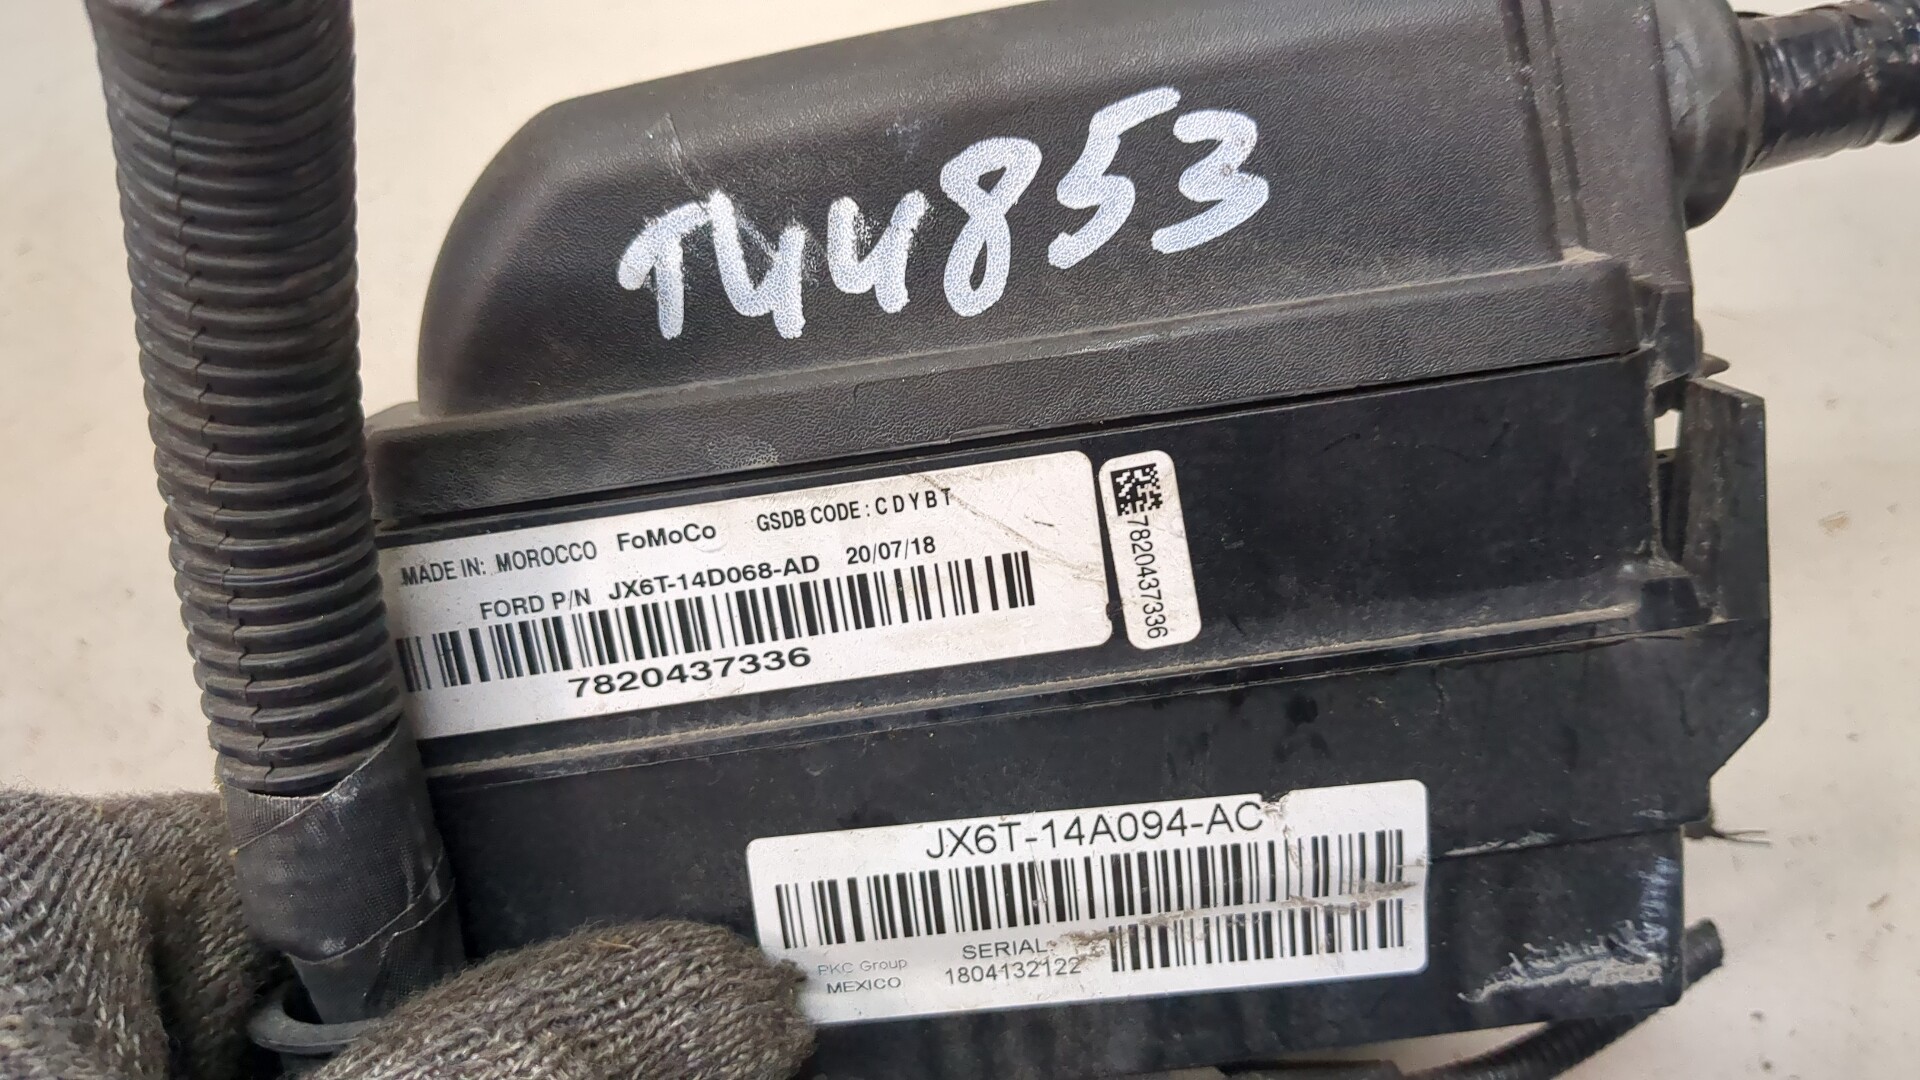 T44853
MADE IN: MOROCCO FoMoCo GSDB CODE : C D Y B T
FORD P/N JX6T-14D068-AD 20/07/18
7820437336
7820437336
JX6T-14A094-AC
PKC Group
MEXICO
SERIAL:
1804132122